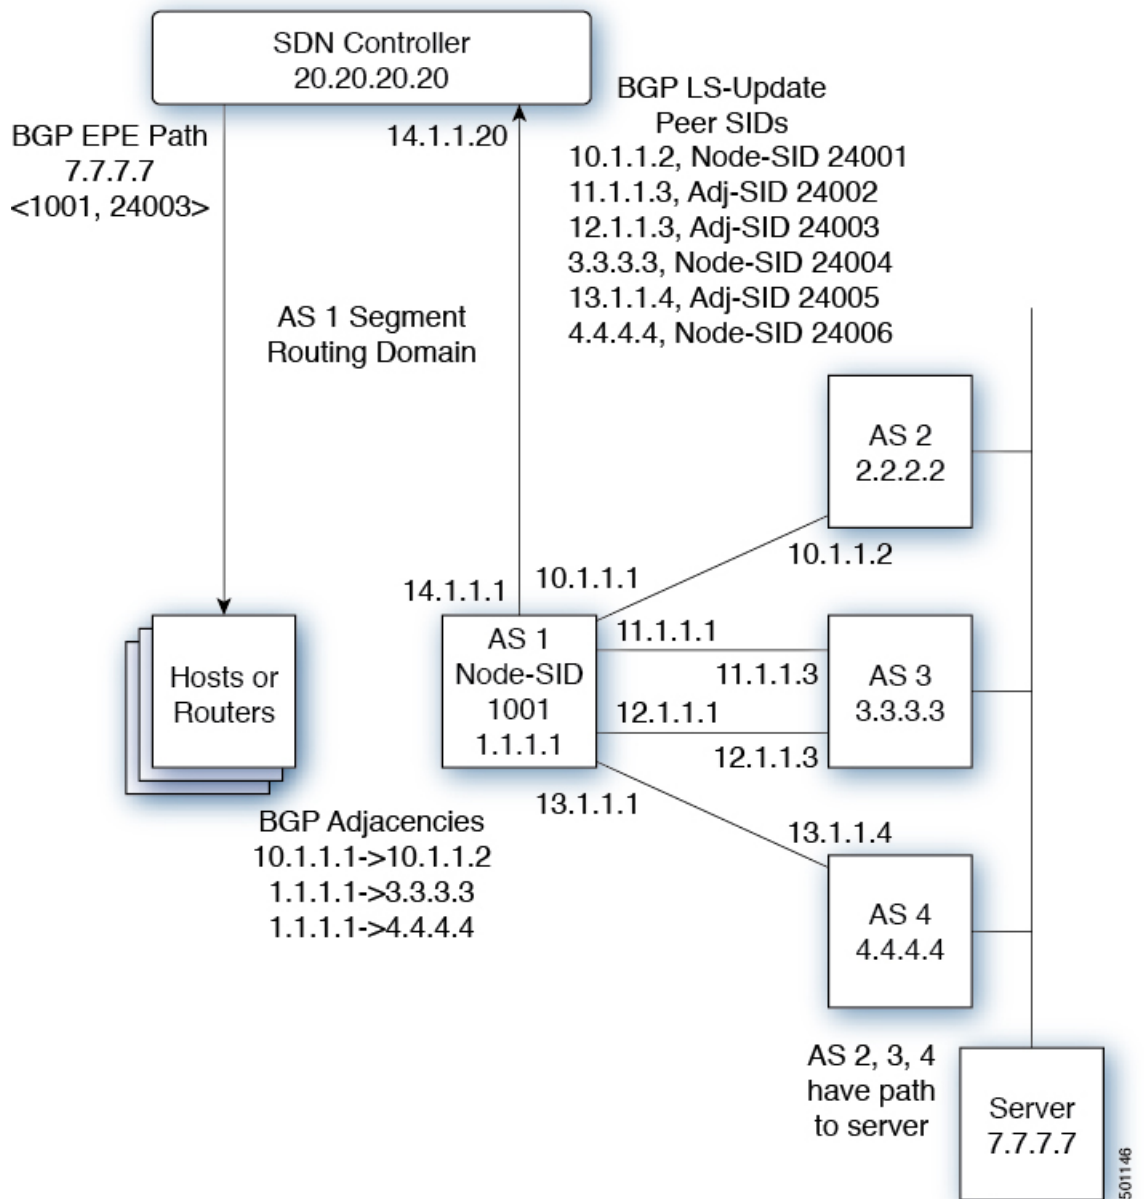 SDN Controller
20.20.20.20
BGP LS-Update
Peer SIDs
10.1.1.2, Node-SID 24001
11.1.1.3, Adj-SID 24002
12.1.1.3, Adj-SID 24003
3.3.3.3, Node-SID 24004
13.1.1.4, Adj-SID 24005
4.4.4.4, Node-SID 24006
BGP EPE Path
7.7.7.7
<1001, 24003>
14.1.1.20
AS 1 Segment
Routing Domain
AS 2
2.2.2.2
10.1.1.2
10.1.1.1
14.1.1.1
Hosts or
Routers
AS 1
Node-SID
1001
1.1.1.1
11.1.1.1
11.1.1.3
12.1.1.1
12.1.1.3
AS 3
3.3.3.3
13.1.1.1
13.1.1.4
BGP Adjacencies
10.1.1.1->10.1.1.2
1.1.1.1->3.3.3.3
1.1.1.1->4.4.4.4
AS 4
4.4.4.4
AS 2, 3, 4
have path
to server
Server
7.7.7.7
501146